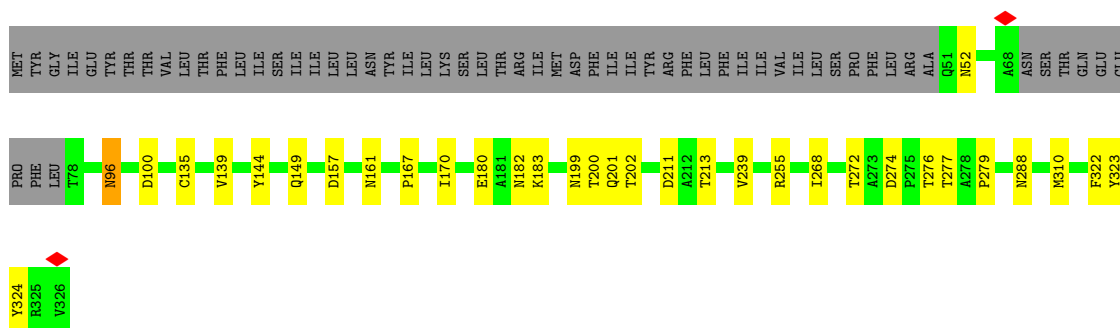 MET TYR GLY ILE GLU TYR THR THR VAL LEU THR PHE LEU ILE SER ILE ILE LEU LEU ASN TYR ILE LEU LYS SER LEU THR ARG ILE MET ASP PHE ILE ILE TYR ARG PHE LEU PHE ILE ILE VAL ILE LEU SER PRO PHE LEU ARG ALA Q51 N52 A68 ASN SER THR GLN GLU GLU
PRO PHE LEU T78 N96 D100 C135 V139 Y144 Q149 D157 N161 P167 I170 E180 A181 N182 K183 N199 T200 Q201 T202 D211 A212 T213 V239 R255 I268 T272 A273 D274 P275 T276 T277 A278 P279 N288 M310 F322 Y323
Y324 R325 V326